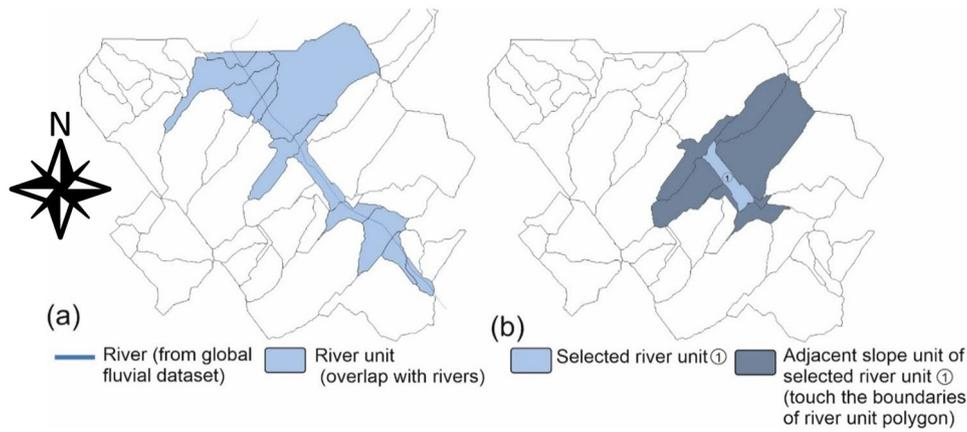 N
①
(a)
(b)
River (from global
fluvial dataset)
River unit
(overlap with rivers)
Selected river unit①
Adjacent slope unit of
selected river unit ①
(touch the boundaries
of river unit polygon)